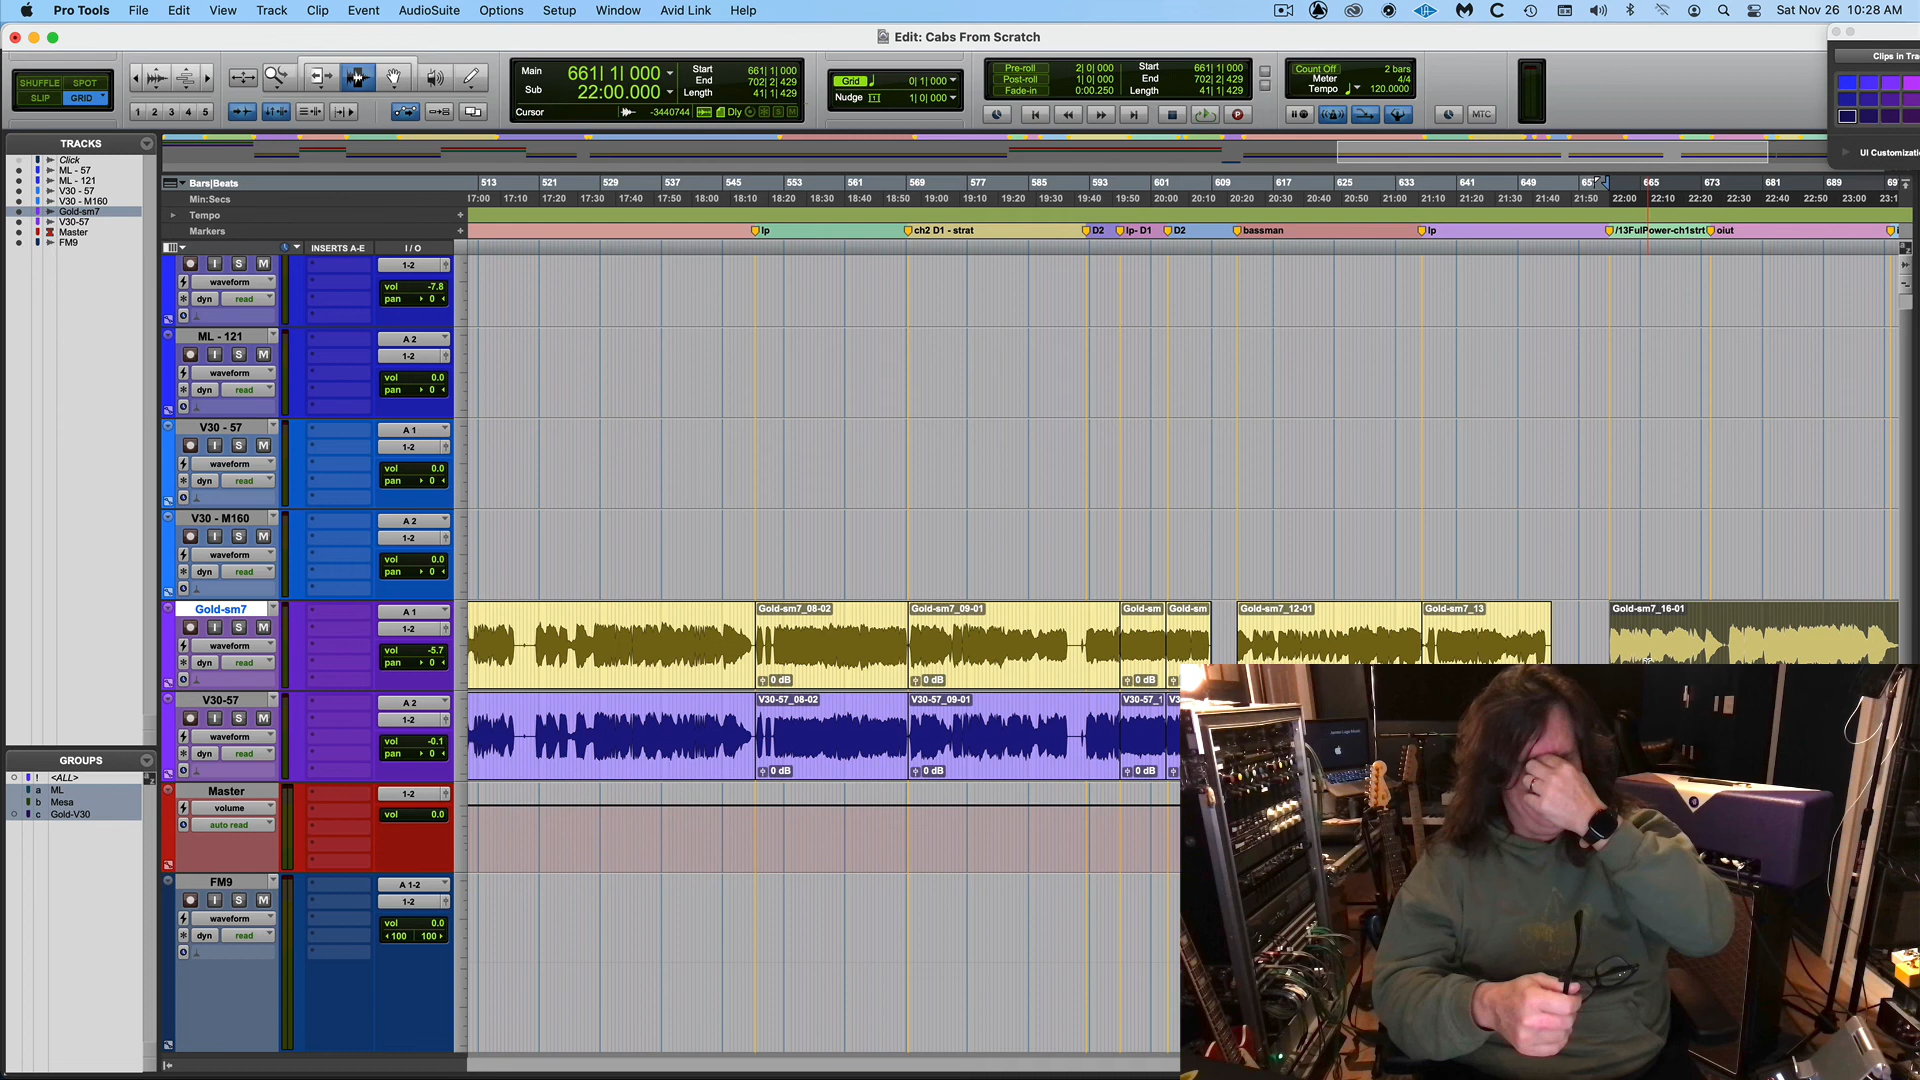 Pro Tools File Edit View Track Clip Event AudioSuite Options Setup Window Avid Link Help Sat Nov 26 10:28 AM
Edit: Cabs From Scratch
SHUFFLE SPOT
SLIP GRID
1 2 3 4 5
Main 661| 1| 000
Sub 22:00.000
Start 661| 1| 000
End 702| 2| 429
Length 41| 1| 429
Cursor -3440744 Dly
Grid 0| 1| 000
Nudge 1| 0| 000
Pre-roll 2| 0| 000
Post-roll 1| 0| 000
Fade-in 0:00.250
Start 661| 1| 000
End 702| 2| 429
Length 41| 1| 429
Count Off 2 bars
Meter 4/4
Tempo 120.0000
MTC
Clips in Tra
UI Customizatio
TRACKS
Click
ML - 57
ML - 121
V30 - 57
V30 - M160
Gold-sm7
V30-57
Master
FM9
GROUPS
! <ALL>
a ML
b Mesa
c Gold-V30
Bars|Beats 513 521 529 537 545 553 561 569 577 585 593 601 609 617 625 633 641 649 665 673 681 689
Min:Secs 17:00 17:10 17:20 17:30 17:40 17:50 18:00 18:10 18:20 18:30 18:40 18:50 19:00 19:10 19:20 19:30 19:40 19:50 20:00 20:10 20:20 20:30 20:40 20:50 21:00 21:10 21:20 21:30 21:40 21:50 22:00 22:10 22:20 22:30 22:40 22:50 23:00 23:1
Tempo
Markers lp ch2 D1 - strat D2 lp- D1 D2 bassman lp /13FulPower-ch1strt oiut
INSERTS A-E I / O
I S M 1-2
waveform vol -7.8
dyn read pan 0
ML - 121 A 2
I S M 1-2
waveform vol 0.0
dyn read pan 0
V30 - 57 A 1
I S M 1-2
waveform vol 0.0
dyn read pan 0
V30 - M160 A 2
I S M 1-2
waveform vol 0.0
dyn read pan 0
Gold-sm7 A 1
I S M 1-2
waveform vol -5.7
dyn read pan 0
Gold-sm7_08-02 Gold-sm7_09-01 Gold-sm Gold-sm Gold-sm7_12-01 Gold-sm7_13 Gold-sm7_16-01
0 dB 0 dB 0 dB 0 dB
V30-57 A 2
I S M 1-2
waveform vol -0.1
dyn read pan 0
V30-57_08-02 V30-57_09-01 V30-57_1 V3
0 dB 0 dB 0 dB 0
Master 1-2
volume vol 0.0
auto read
FM9 A 1-2
I S M 1-2
waveform vol 0.0
dyn read 100 100